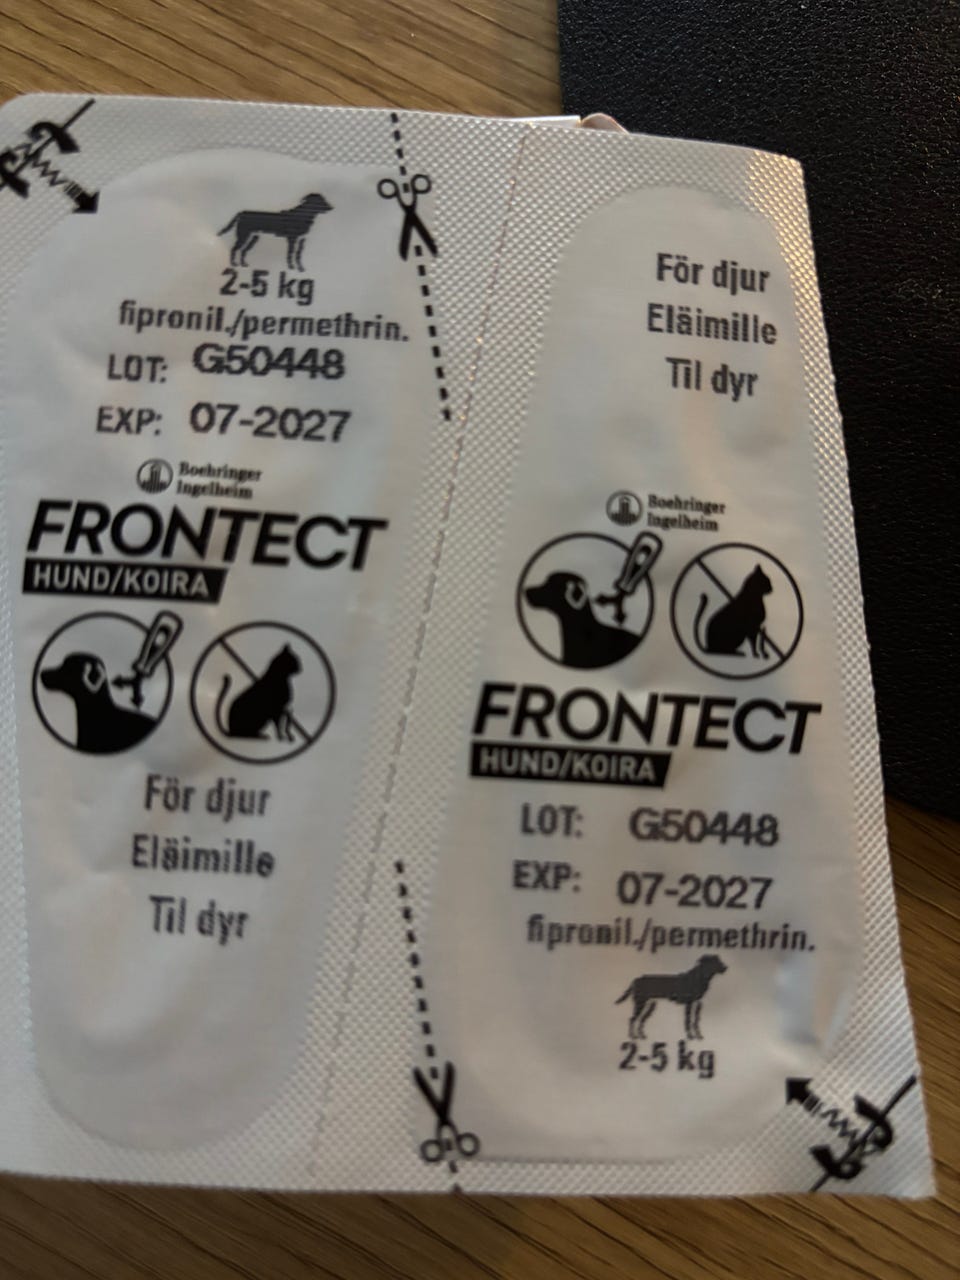 2-5 kg
fipronil./permethrin.
LOT: G50448
EXP: 07-2027
Boehringer
Ingelheim
FRONTECT
HUND/KOIRA
För djur
Eläimille
Til dyr
För djur
Eläimille
Til dyr
Boehringer
Ingelheim
FRONTECT
HUND/KOIRA
LOT: G50448
EXP: 07-2027
fipronil./permethrin.
2-5 kg